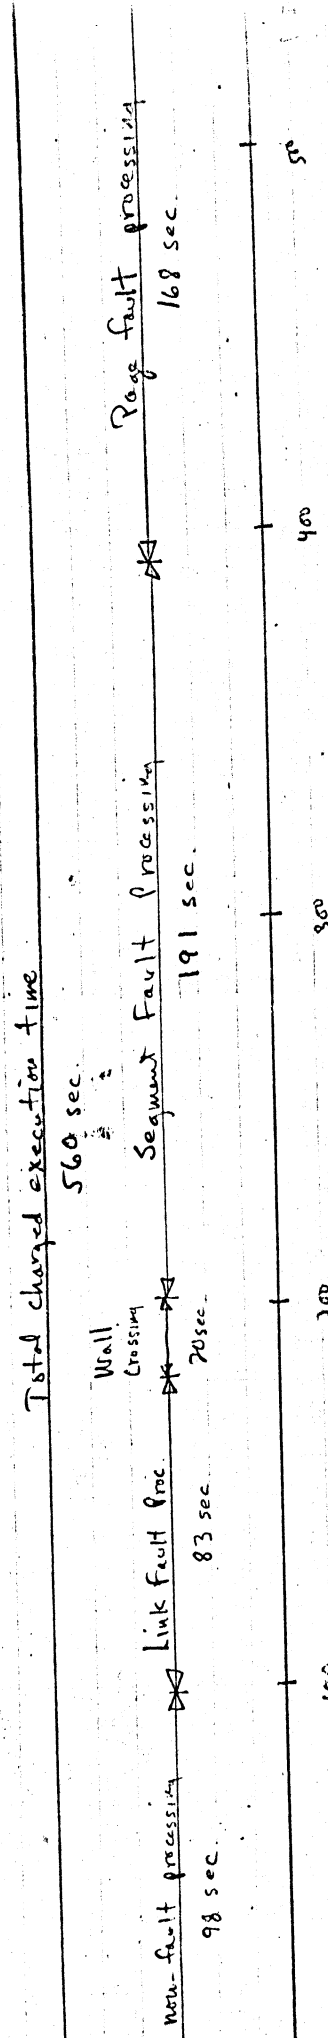 Total charged execution time
560 sec.
non-fault processing
98 sec.
Link Fault Proc.
83 sec.
Wall
Crossing
20 sec.
Segment Fault Processing
191 sec.
Page fault processing
168 sec.
100
200
300
400
500